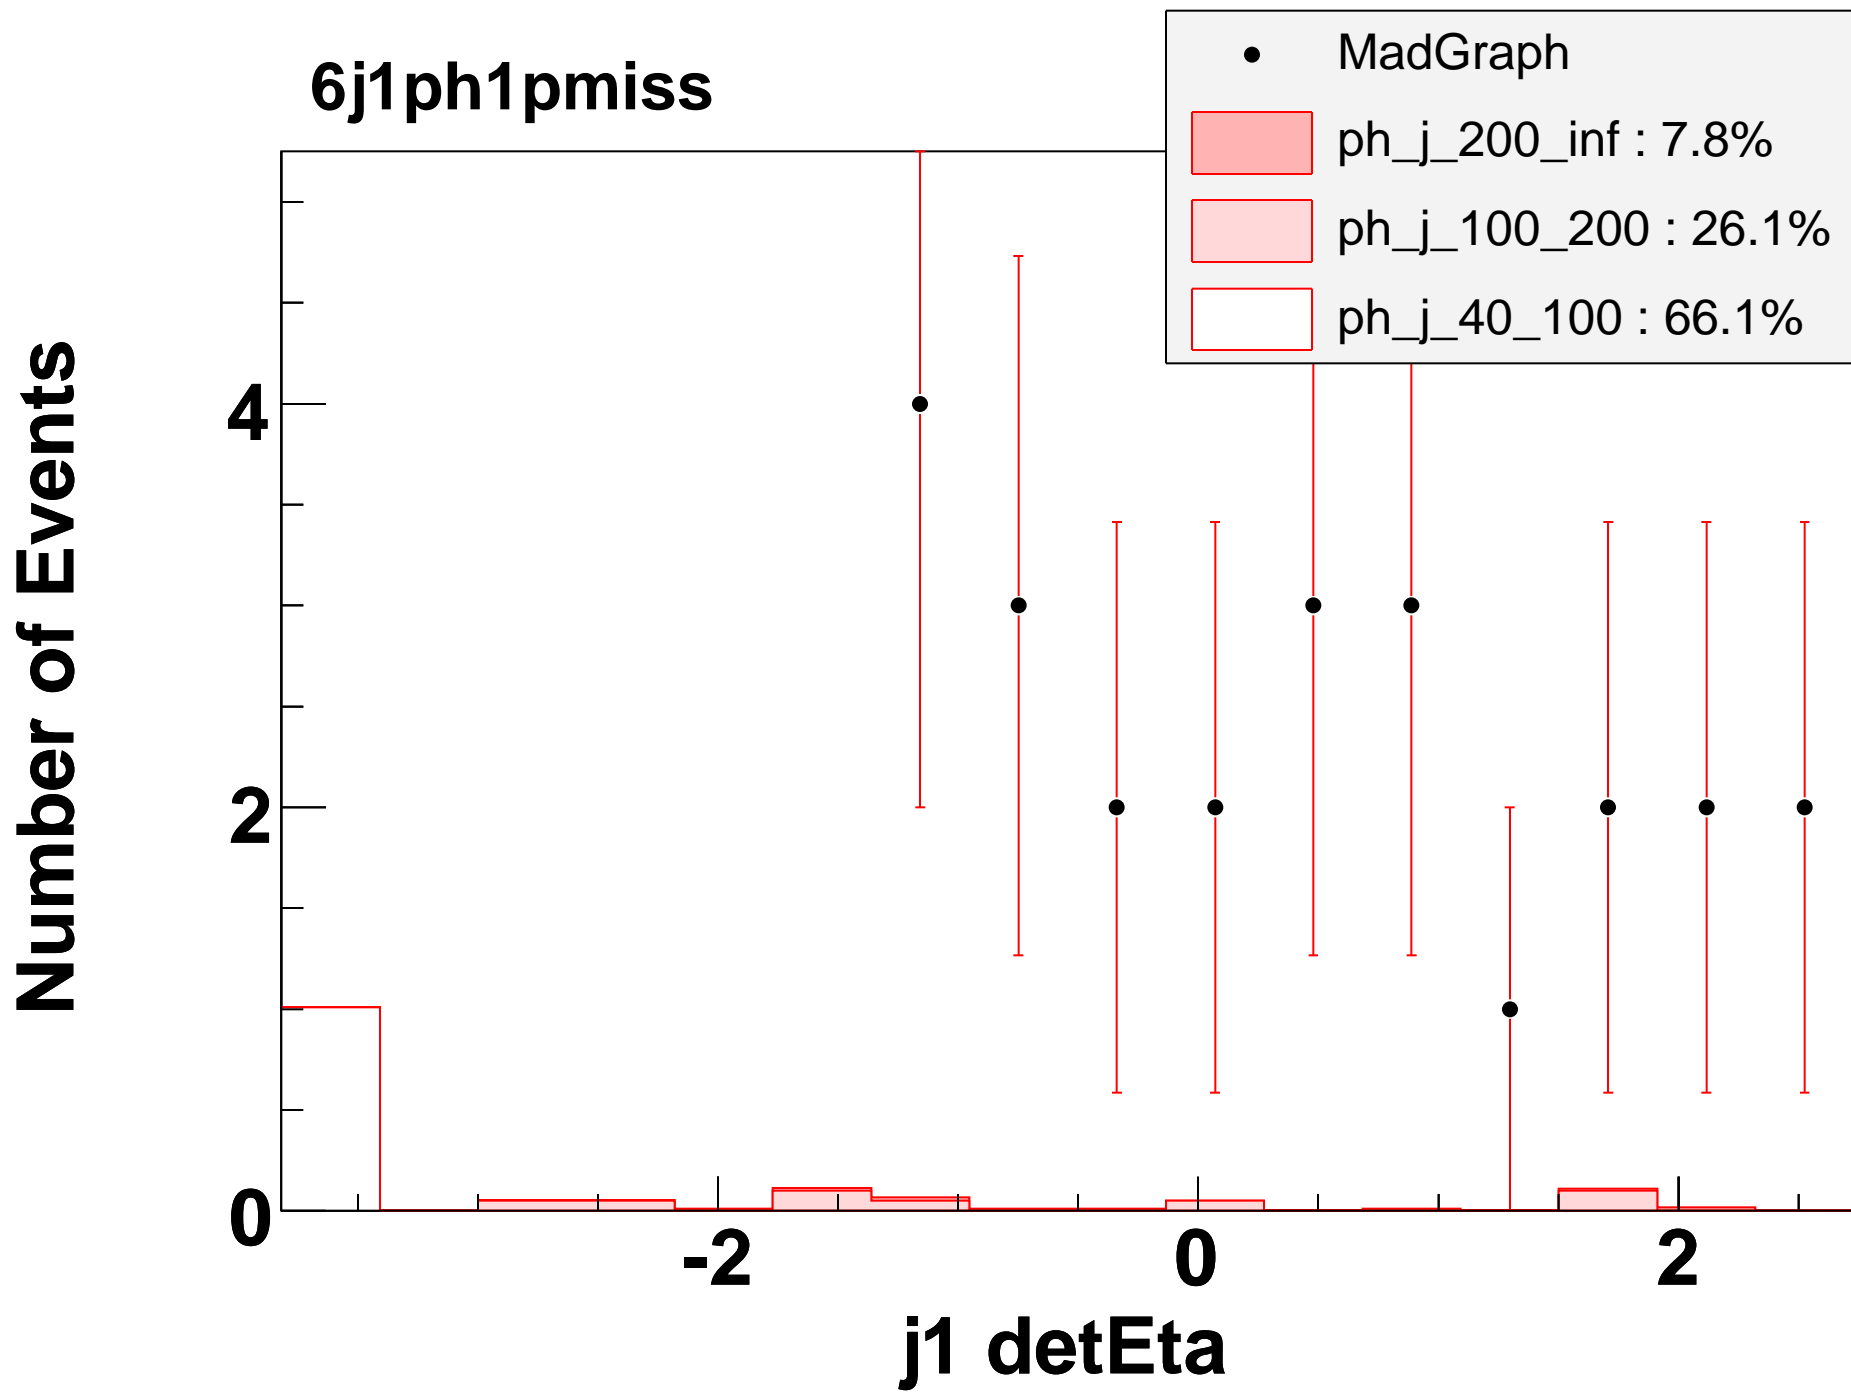 6j1ph1pmiss
MadGraph
ph_j_200_inf : 7.8%
ph_j_100_200 : 26.1%
ph_j_40_100 : 66.1%
Number of Events
4
2
0
-2 0 2
j1 detEta